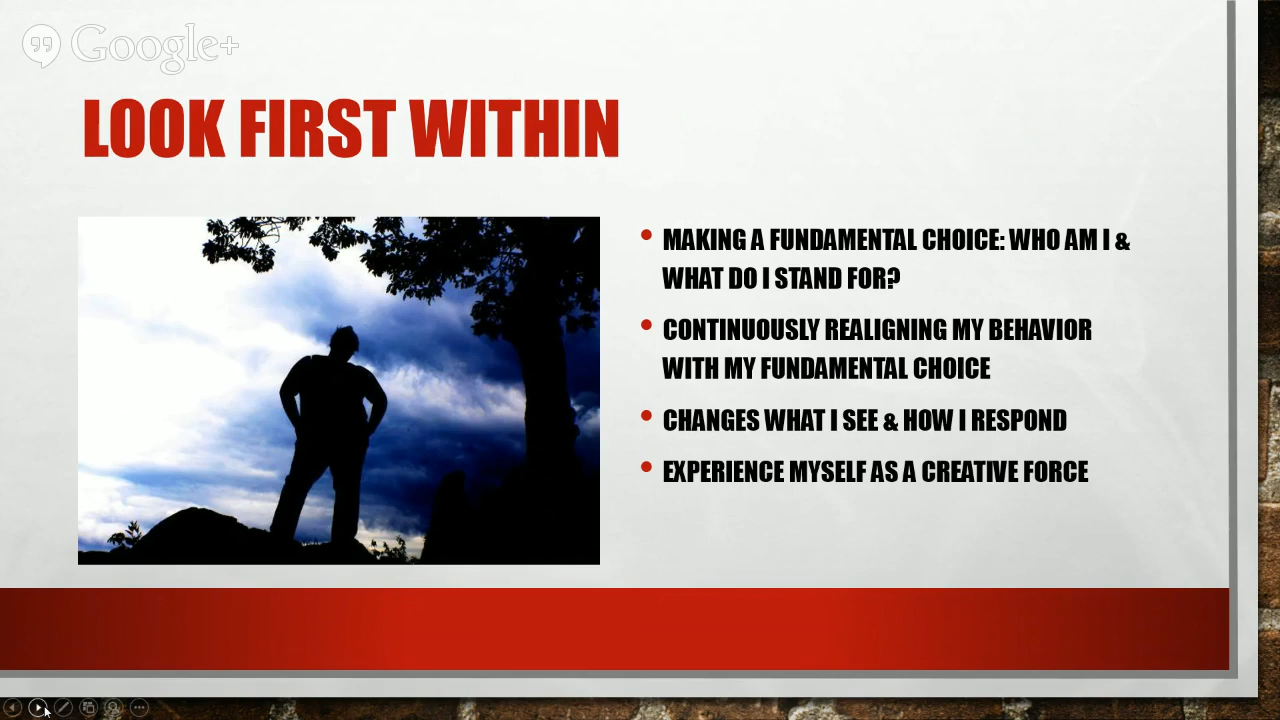 Google+
LOOK FIRST WITHIN
• MAKING A FUNDAMENTAL CHOICE: WHO AM I &
WHAT DO I STAND FOR?
• CONTINUOUSLY REALIGNING MY BEHAVIOR
WITH MY FUNDAMENTAL CHOICE
• CHANGES WHAT I SEE & HOW I RESPOND
• EXPERIENCE MYSELF AS A CREATIVE FORCE